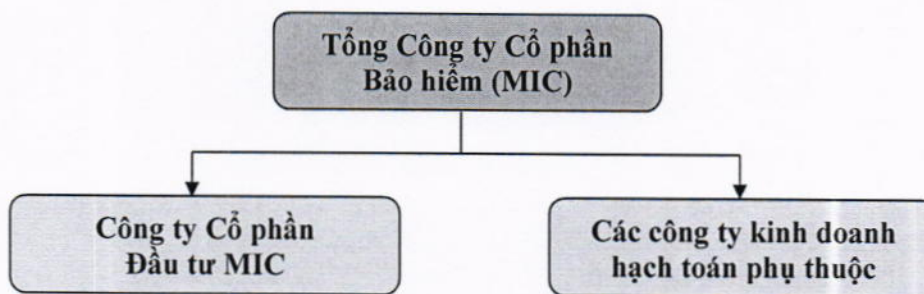 Tổng Công ty Cổ phần
Bảo hiểm (MIC)
Công ty Cổ phần
Đầu tư MIC
Các công ty kinh doanh
hạch toán phụ thuộc